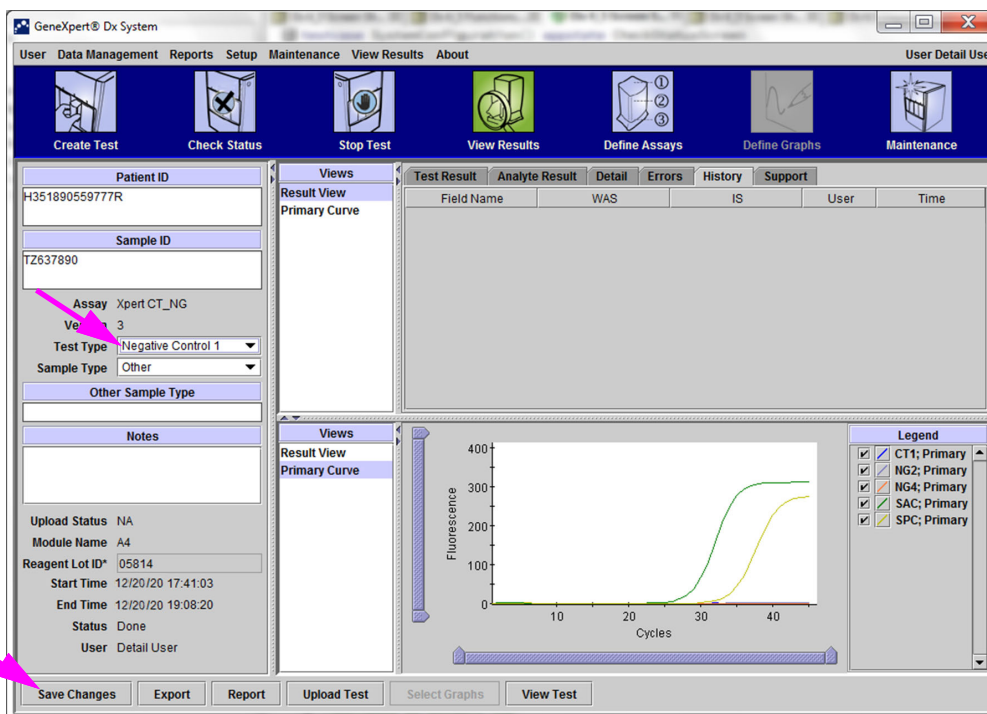 GeneXpert® Dx System
User Data Management Reports Setup Maintenance View Results About User Detail Use
Create Test Check Status Stop Test View Results Define Assays Define Graphs Maintenance
Patient ID
H351890559777R
Sample ID
TZ637890
Assay Xpert CT_NG
3
Test Type Negative Control 1
Sample Type Other
Other Sample Type
Notes
Upload Status NA
Module Name A4
Reagent Lot ID* 05814
Start Time 12/20/20 17:41:03
End Time 12/20/20 19:08:20
Status Done
User Detail User
Views
Result View
Primary Curve
Test Result Analyte Result Detail Errors History Support
Field Name WAS IS User Time
Views
Result View
Primary Curve
Fluorescence
400
300
200
100
0
10 20 30 40
Cycles
Legend
CT1; Primary
NG2; Primary
NG4; Primary
SAC; Primary
SPC; Primary
Save Changes Export Report Upload Test Select Graphs View Test